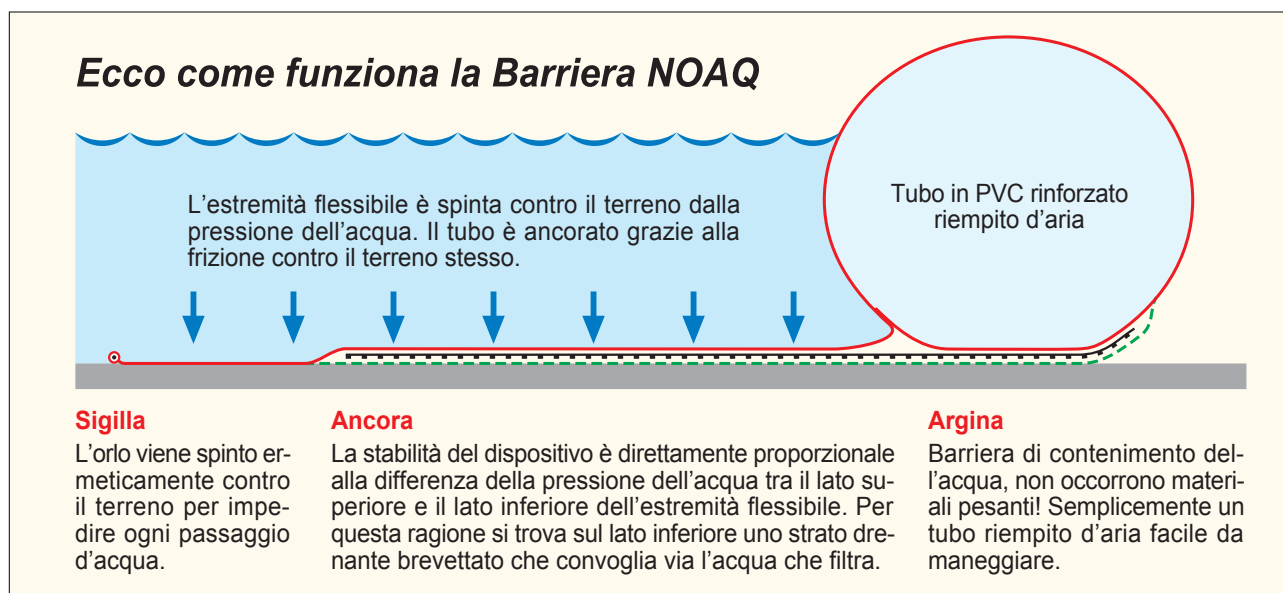 Ecco come funziona la Barriera NOAQ
L'estremità flessibile è spinta contro il terreno dalla
pressione dell'acqua. Il tubo è ancorato grazie alla
frizione contro il terreno stesso.
Tubo in PVC rinforzato
riempito d'aria
Sigilla
L'orlo viene spinto er-
meticamente contro
il terreno per impe-
dire ogni passaggio
d'acqua.
Ancora
La stabilità del dispositivo è direttamente proporzionale
alla differenza della pressione dell'acqua tra il lato su-
periore e il lato inferiore dell'estremità flessibile. Per
questa ragione si trova sul lato inferiore uno strato dre-
nante brevettato che convoglia via l'acqua che filtra.
Argina
Barriera di contenimento del-
l'acqua, non occorrono materi-
ali pesanti! Semplicemente un
tubo riempito d'aria facile da
maneggiare.